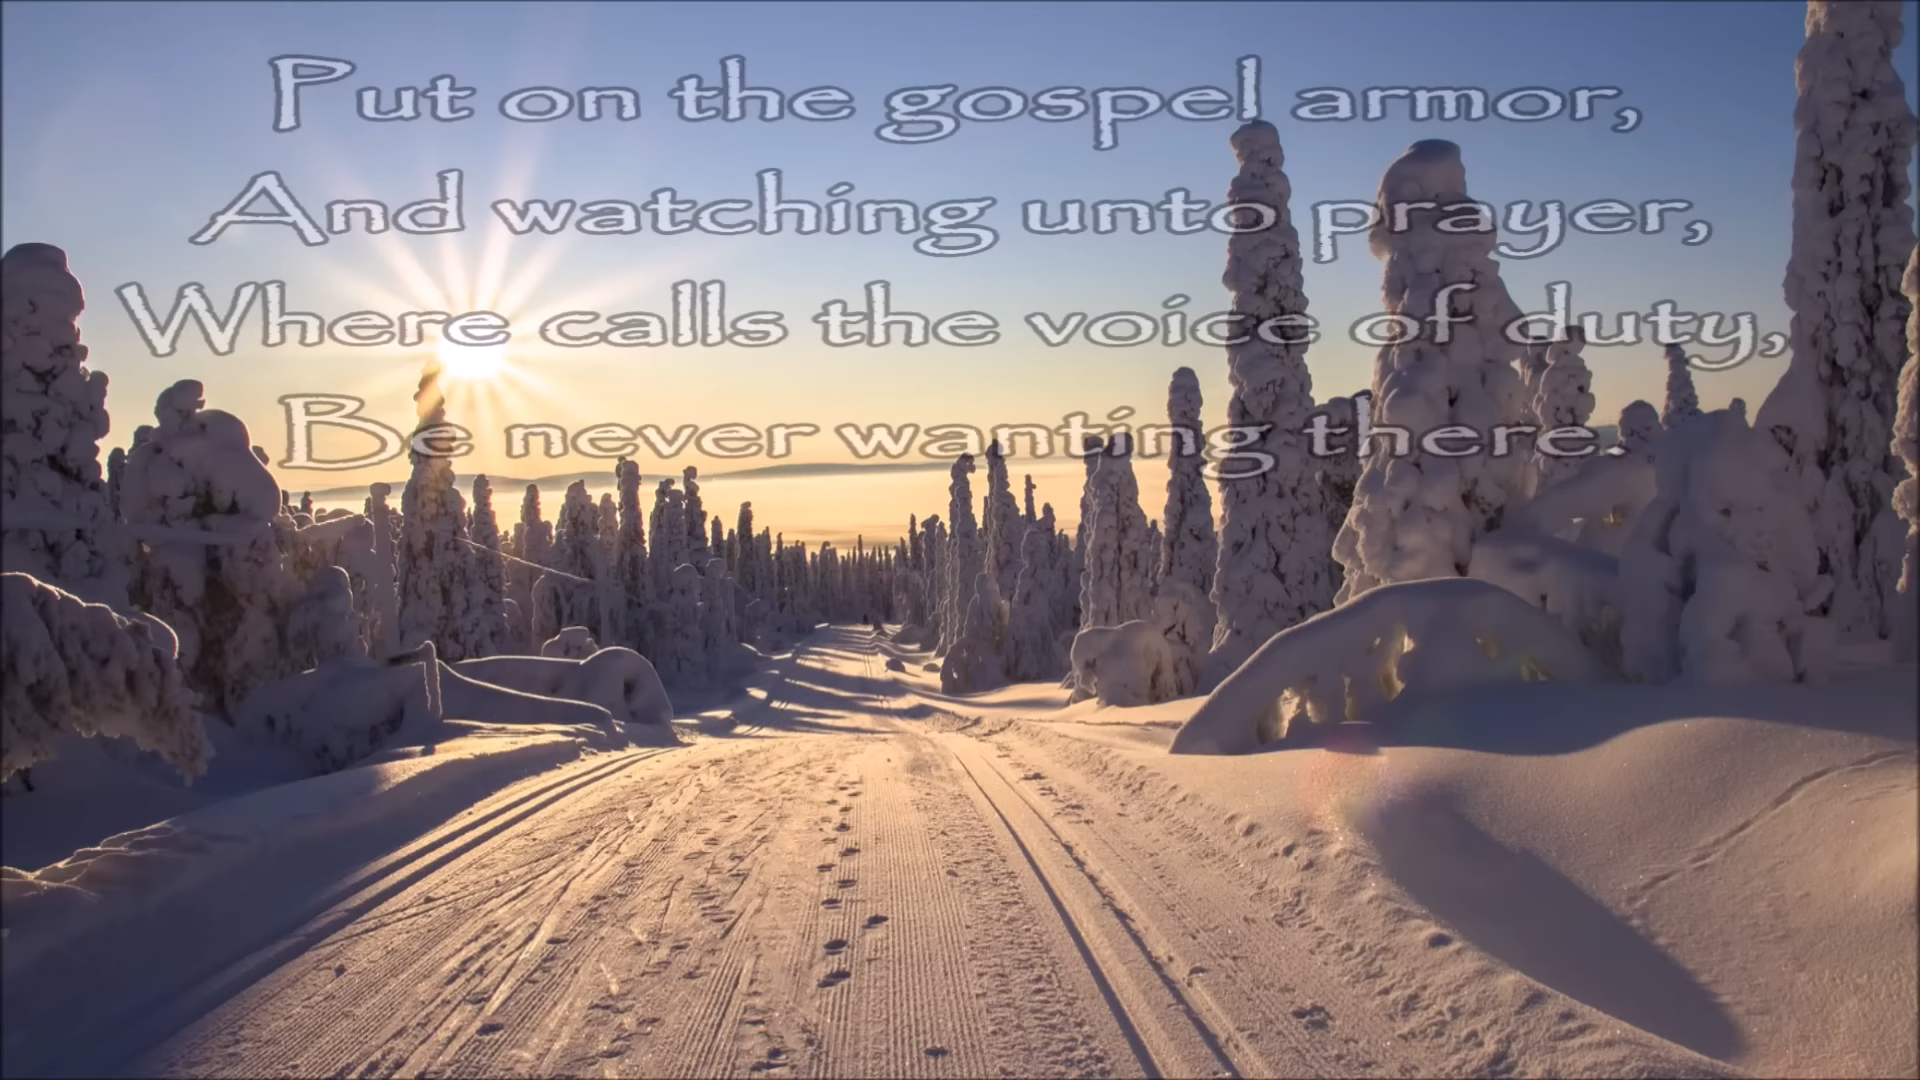 Put on the gospel armor,
And watching unto prayer,
Where calls the voice of duty,
Be never wanting there.